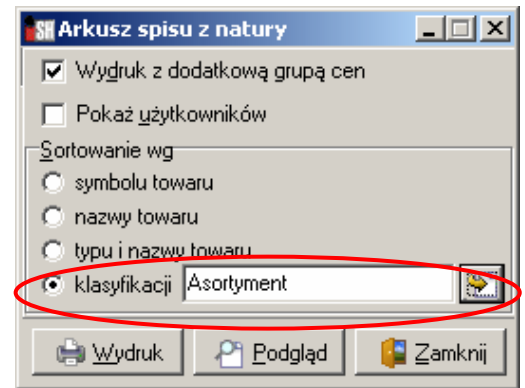 SH Arkusz spisu z natury
Wydruk z dodatkową grupą cen
Pokaż użytkowników
Sortowanie wg
symbolu towaru
nazwy towaru
typu i nazwy towaru
klasyfikacji Asortyment
Wydruk Podgląd Zamknij